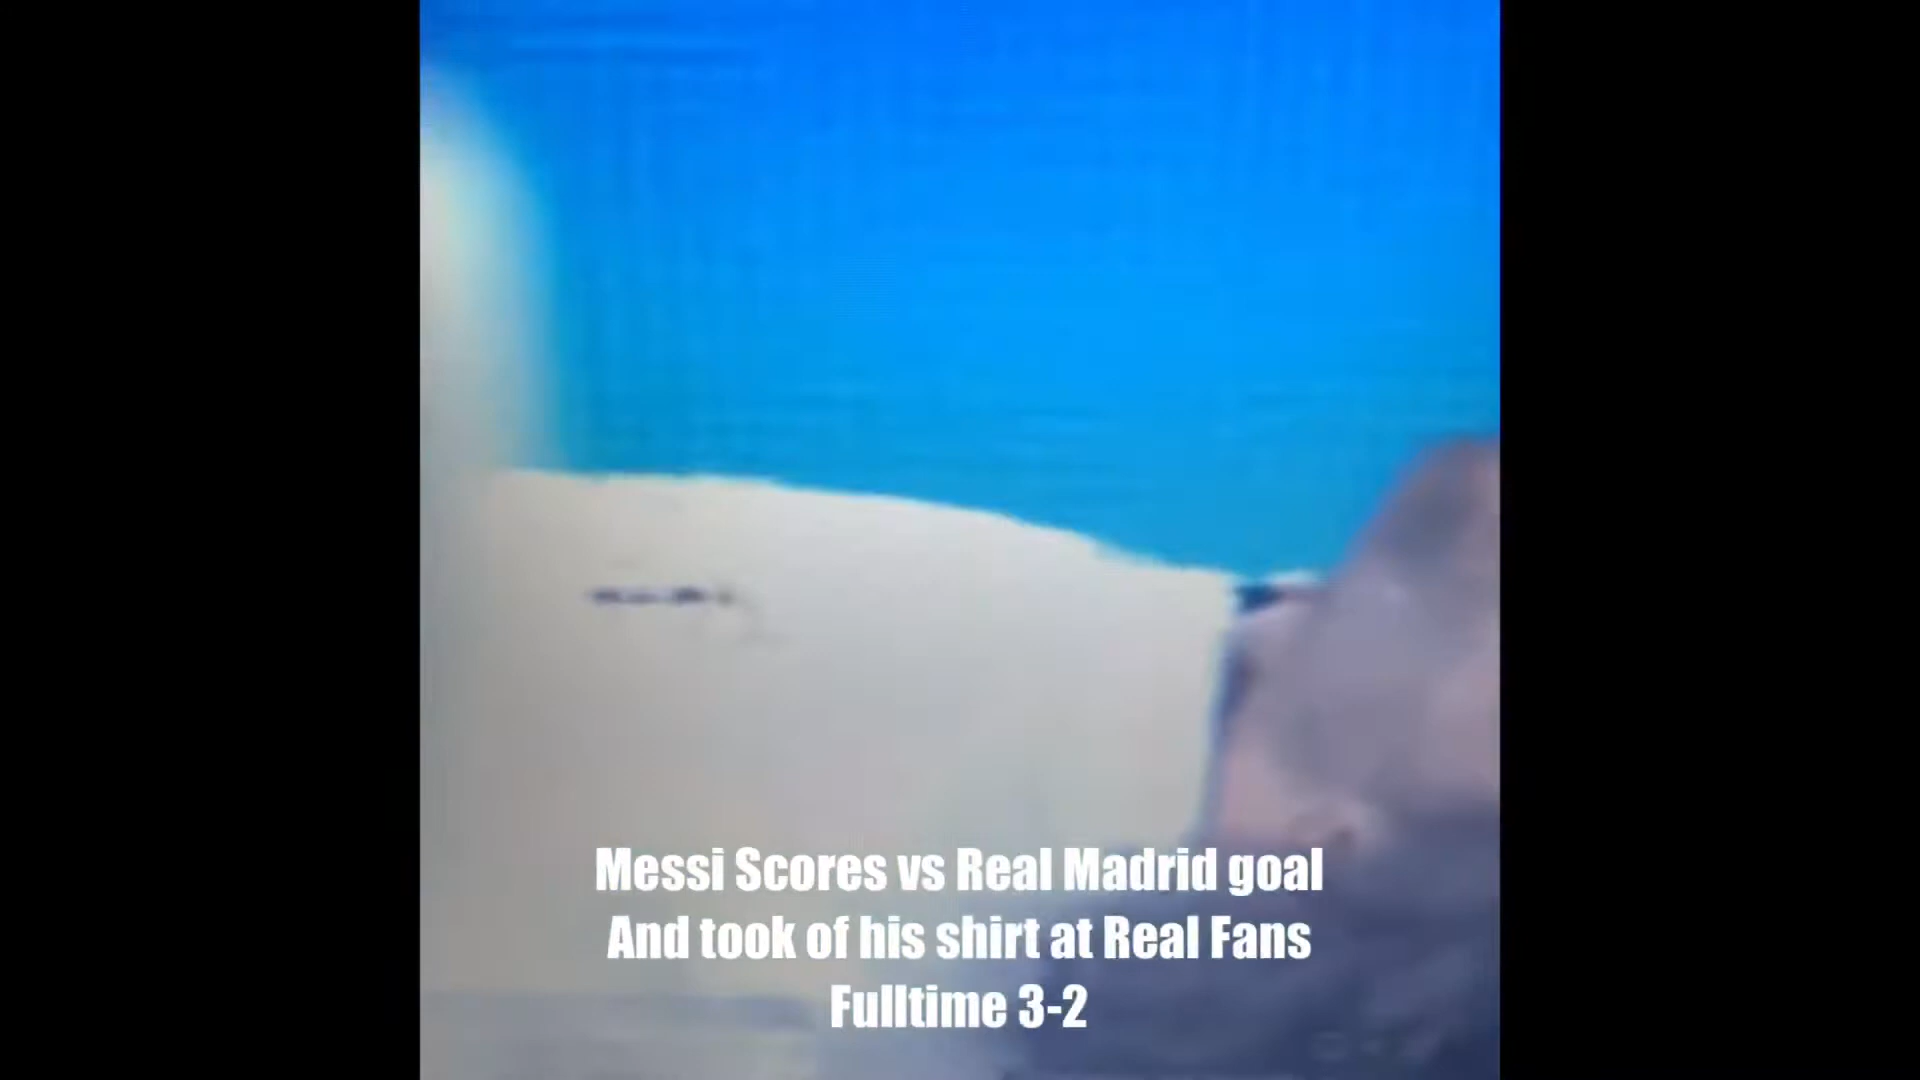 Messi Scores vs Real Madrid goal
And took of his shirt at Real Fans
Fulltime 3-2